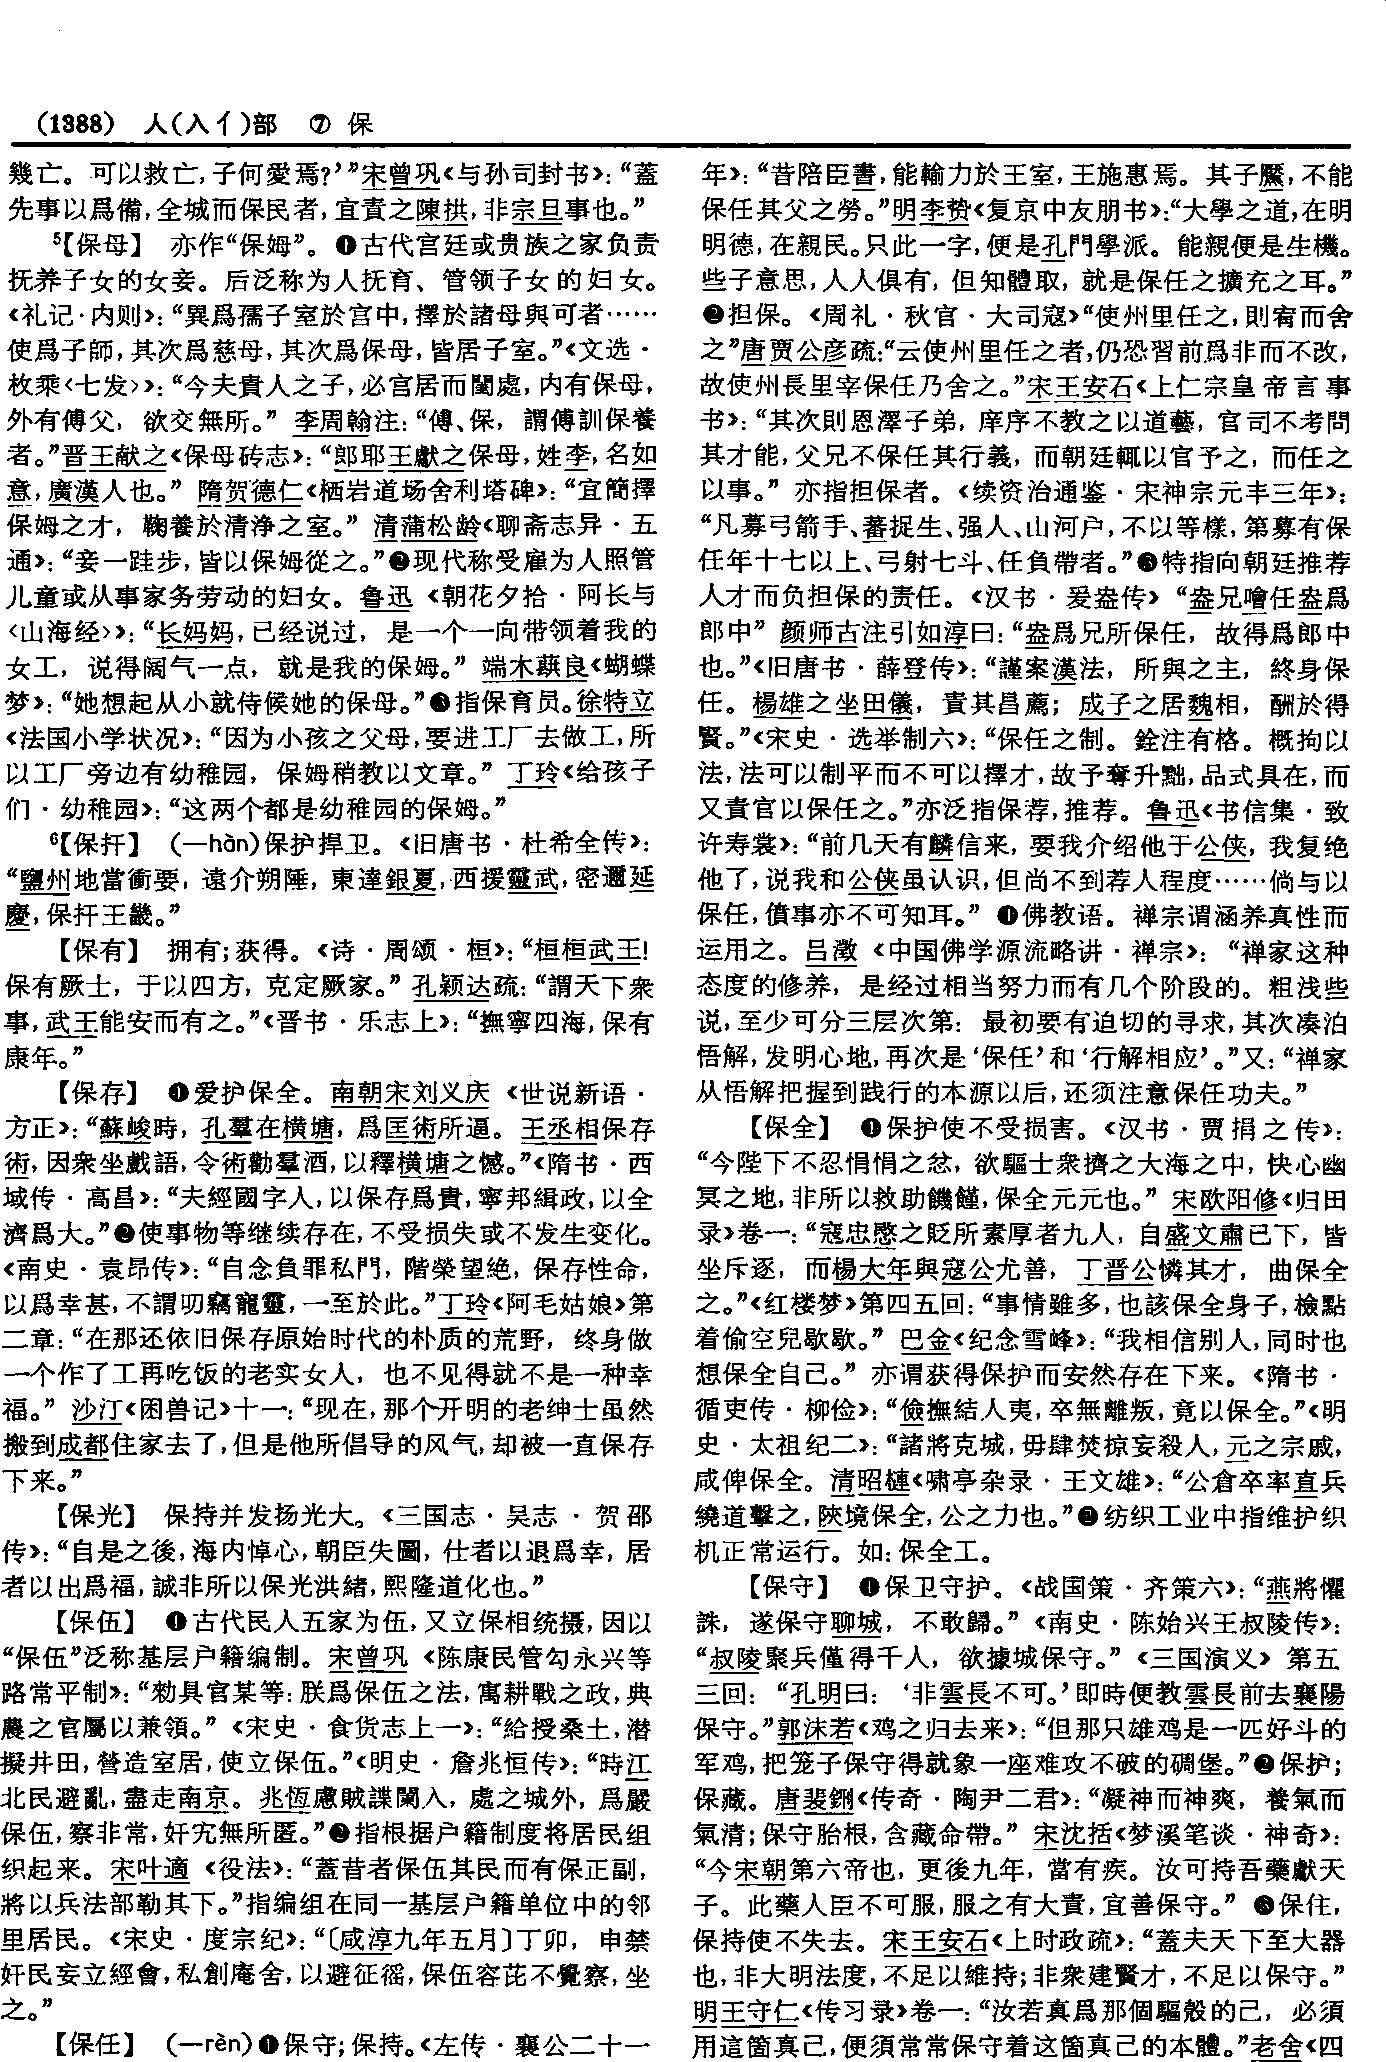 (1388) 人(入亻)部 ⑦ 保
幾亡。可以救亡,子何愛焉?’”宋曾巩《与孙司封书》:“蓋
先事以爲備,全城而保民者,宜責之陳拱,非宗旦事也。”
⁵【保母】 亦作“保姆”。❶古代宫廷或贵族之家负责
抚养子女的女妾。后泛称为人抚育、管领子女的妇女。
《礼记·内则》:“異爲孺子室於宫中,擇於諸母與可者……
使爲子師,其次爲慈母,其次爲保母,皆居子室。”《文选·
枚乘〈七发〉》:“今夫貴人之子,必宫居而閨處,内有保母,
外有傅父,欲交無所。”李周翰注:“傅、保,謂傅訓保養
者。”晋王献之《保母砖志》:“郎耶王獻之保母,姓李,名如
意,廣漢人也。”隋贺德仁《栖岩道场舍利塔碑》:“宜簡擇
保姆之才,鞠養於清净之室。”清蒲松龄《聊斋志异·五
通》:“妾一跬步,皆以保姆從之。”❷现代称受雇为人照管
儿童或从事家务劳动的妇女。鲁迅《朝花夕拾·阿长与
〈山海经〉》:“长妈妈,已经说过,是一个一向带领着我的
女工,说得阔气一点,就是我的保姆。”端木蕻良《蝴蝶
梦》:“她想起从小就侍候她的保母。”❸指保育员。徐特立
《法国小学状况》:“因为小孩之父母,要进工厂去做工,所
以工厂旁边有幼稚园,保姆稍教以文章。”丁玲《给孩子
们·幼稚园》:“这两个都是幼稚园的保姆。”
⁶【保扞】 (—hàn)保护捍卫。《旧唐书·杜希全传》:
“鹽州地當衝要,遠介朔陲,東達銀夏,西援靈武,密邇延
慶,保扞王畿。”
【保有】 拥有;获得。《诗·周颂·桓》:“桓桓武王!
保有厥士,于以四方,克定厥家。”孔颖达疏:“謂天下衆
事,武王能安而有之。”《晋书·乐志上》:“撫寧四海,保有
康年。”
【保存】 ❶爱护保全。南朝宋刘义庆《世说新语·
方正》:“蘇峻時,孔羣在横塘,爲匡術所逼。王丞相保存
術,因衆坐戲語,令術勸羣酒,以釋横塘之憾。”《隋书·西
域传·高昌》:“夫經國字人,以保存爲貴,寧邦緝政,以全
濟爲大。”❷使事物等继续存在,不受损失或不发生变化。
《南史·袁昂传》:“自念負罪私門,階榮望絶,保存性命,
以爲幸甚,不謂叨竊寵靈,一至於此。”丁玲《阿毛姑娘》第
二章:“在那还依旧保存原始时代的朴质的荒野,终身做
一个作了工再吃饭的老实女人,也不见得就不是一种幸
福。”沙汀《困兽记》十一:“现在,那个开明的老绅士虽然
搬到成都住家去了,但是他所倡导的风气,却被一直保存
下来。”
【保光】 保持并发扬光大。《三国志·吴志·贺邵
传》:“自是之後,海内悼心,朝臣失圖,仕者以退爲幸,居
者以出爲福,誠非所以保光洪緒,熙隆道化也。”
【保伍】 ❶古代民人五家为伍,又立保相统摄,因以
“保伍”泛称基层户籍编制。宋曾巩《陈康民管勾永兴等
路常平制》:“勑具官某等:朕爲保伍之法,寓耕戰之政,典
農之官屬以兼領。”《宋史·食货志上一》:“給授桑土,潜
擬井田,營造室居,使立保伍。”《明史·詹兆恒传》:“時江
北民避亂,盡走南京。兆恆慮賊諜闌入,處之城外,爲嚴
保伍,察非常,奸宄無所匿。”❷指根据户籍制度将居民组
织起来。宋叶適《役法》:“蓋昔者保伍其民而有保正副,
將以兵法部勒其下。”指编组在同一基层户籍单位中的邻
里居民。《宋史·度宗纪》:“〔咸淳九年五月〕丁卯,申禁
奸民妄立經會,私創庵舍,以避征徭,保伍容芘不覺察,坐
之。”
【保任】 (—rèn)❶保守;保持。《左传·襄公二十一
年》:“昔陪臣書,能輸力於王室,王施惠焉。其子黶,不能
保任其父之勞。”明李贽《复京中友朋书》:“大學之道,在明
明德,在親民。只此一字,便是孔門學派。能親便是生機。
些子意思,人人俱有,但知體取,就是保任之擴充之耳。”
❷担保。《周礼·秋官·大司寇》“使州里任之,則宥而舍
之”唐贾公彦疏:“云使州里任之者,仍恐習前爲非而不改,
故使州長里宰保任乃舍之。”宋王安石《上仁宗皇帝言事
书》:“其次則恩澤子弟,庠序不教之以道藝,官司不考問
其才能,父兄不保任其行義,而朝廷輒以官予之,而任之
以事。”亦指担保者。《续资治通鉴·宋神宗元丰三年》:
“凡募弓箭手、蕃捉生、强人、山河户,不以等樣,第募有保
任年十七以上、弓射七斗、任負帶者。”❸特指向朝廷推荐
人才而负担保的责任。《汉书·爰盎传》“盎兄噲任盎爲
郎中”颜师古注引如淳曰:“盎爲兄所保任,故得爲郎中
也。”《旧唐书·薛登传》:“謹案漢法,所與之主,終身保
任。楊雄之坐田儀,責其昌薦;成子之居魏相,酬於得
賢。”《宋史·选举制六》:“保任之制。銓注有格。概拘以
法,法可以制平而不可以擇才,故予奪升黜,品式具在,而
又責官以保任之。”亦泛指保荐,推荐。鲁迅《书信集·致
许寿裳》:“前几天有麟信来,要我介绍他于公侠,我复绝
他了,说我和公侠虽认识,但尚不到荐人程度……倘与以
保任,僨事亦不可知耳。”❹佛教语。禅宗谓涵养真性而
运用之。吕澂《中国佛学源流略讲·禅宗》:“禅家这种
态度的修养,是经过相当努力而有几个阶段的。粗浅些
说,至少可分三层次第:最初要有迫切的寻求,其次凑泊
悟解,发明心地,再次是‘保任’和‘行解相应’。”又:“禅家
从悟解把握到践行的本源以后,还须注意保任功夫。”
【保全】 ❶保护使不受损害。《汉书·贾捐之传》:
“今陛下不忍悁悁之忿,欲驅士衆擠之大海之中,快心幽
冥之地,非所以救助饑饉,保全元元也。”宋欧阳修《归田
录》卷一:“寇忠愍之貶所素厚者九人,自盛文肅已下,皆
坐斥逐,而楊大年與寇公尤善,丁晋公憐其才,曲保全
之。”《红楼梦》第四五回:“事情雖多,也該保全身子,檢點
着偷空兒歇歇。”巴金《纪念雪峰》:“我相信别人,同时也
想保全自己。”亦谓获得保护而安然存在下来。《隋书·
循吏传·柳俭》:“儉撫結人夷,卒無離叛,竟以保全。”《明
史·太祖纪二》:“諸將克城,毋肆焚掠妄殺人,元之宗戚,
咸俾保全。清昭槤《啸亭杂录·王文雄》:“公倉卒率直兵
繞道擊之,陝境保全,公之力也。”❷纺织工业中指维护织
机正常运行。如:保全工。
【保守】 ❶保卫守护。《战国策·齐策六》:“燕將懼
誅,遂保守聊城,不敢歸。”《南史·陈始兴王叔陵传》:
“叔陵聚兵僅得千人,欲據城保守。”《三国演义》第五
三回:“孔明曰:‘非雲長不可。’即時便教雲長前去襄陽
保守。”郭沫若《鸡之归去来》:“但那只雄鸡是一匹好斗的
军鸡,把笼子保守得就象一座难攻不破的碉堡。”❷保护;
保藏。唐裴鉶《传奇·陶尹二君》:“凝神而神爽,養氣而
氣清;保守胎根,含藏命帶。”宋沈括《梦溪笔谈·神奇》:
“今宋朝第六帝也,更後九年,當有疾。汝可持吾藥獻天
子。此藥人臣不可服,服之有大責,宜善保守。”❸保住,
保持使不失去。宋王安石《上时政疏》:“蓋夫天下至大器
也,非大明法度,不足以維持;非衆建賢才,不足以保守。”
明王守仁《传习录》卷一:“汝若真爲那個驅殼的己,必須
用這箇真己,便須常常保守着这箇真己的本體。”老舍《四